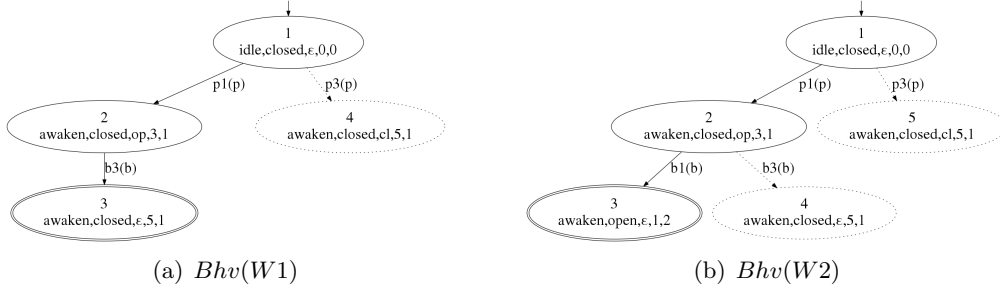 1
idle,closed,ε,0,0
p1(p)
p3(p)
2
awaken,closed,op,3,1
4
awaken,closed,cl,5,1
b3(b)
3
awaken,closed,ε,5,1
(a) Bhv(W1)
1
idle,closed,ε,0,0
p1(p)
p3(p)
2
awaken,closed,op,3,1
5
awaken,closed,cl,5,1
b1(b)
b3(b)
3
awaken,open,ε,1,2
4
awaken,closed,ε,5,1
(b) Bhv(W2)